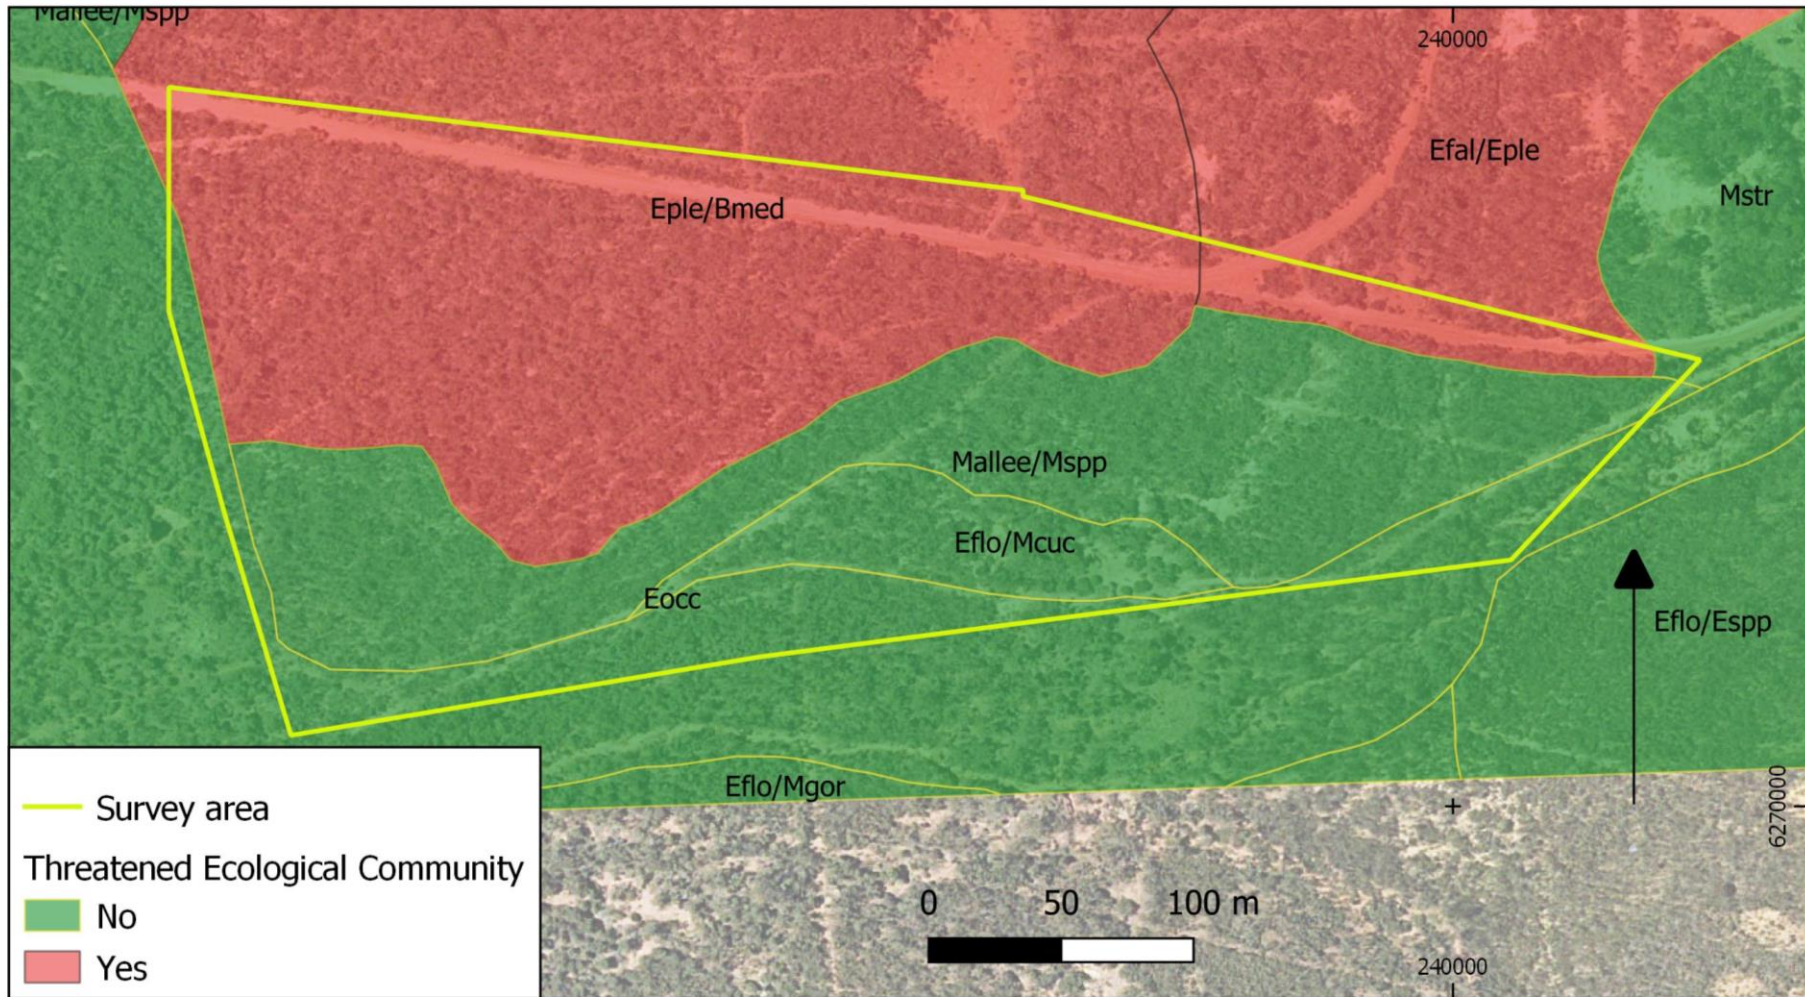 Mallee/Mspp
240000
Efal/Eple
Mstr
Eple/Bmed
Mallee/Mspp
Eflo/Mcuc
Eocc
Eflo/Espp
Eflo/Mgor
6270000
Survey area
Threatened Ecological Community
No
Yes
0 50 100 m
240000